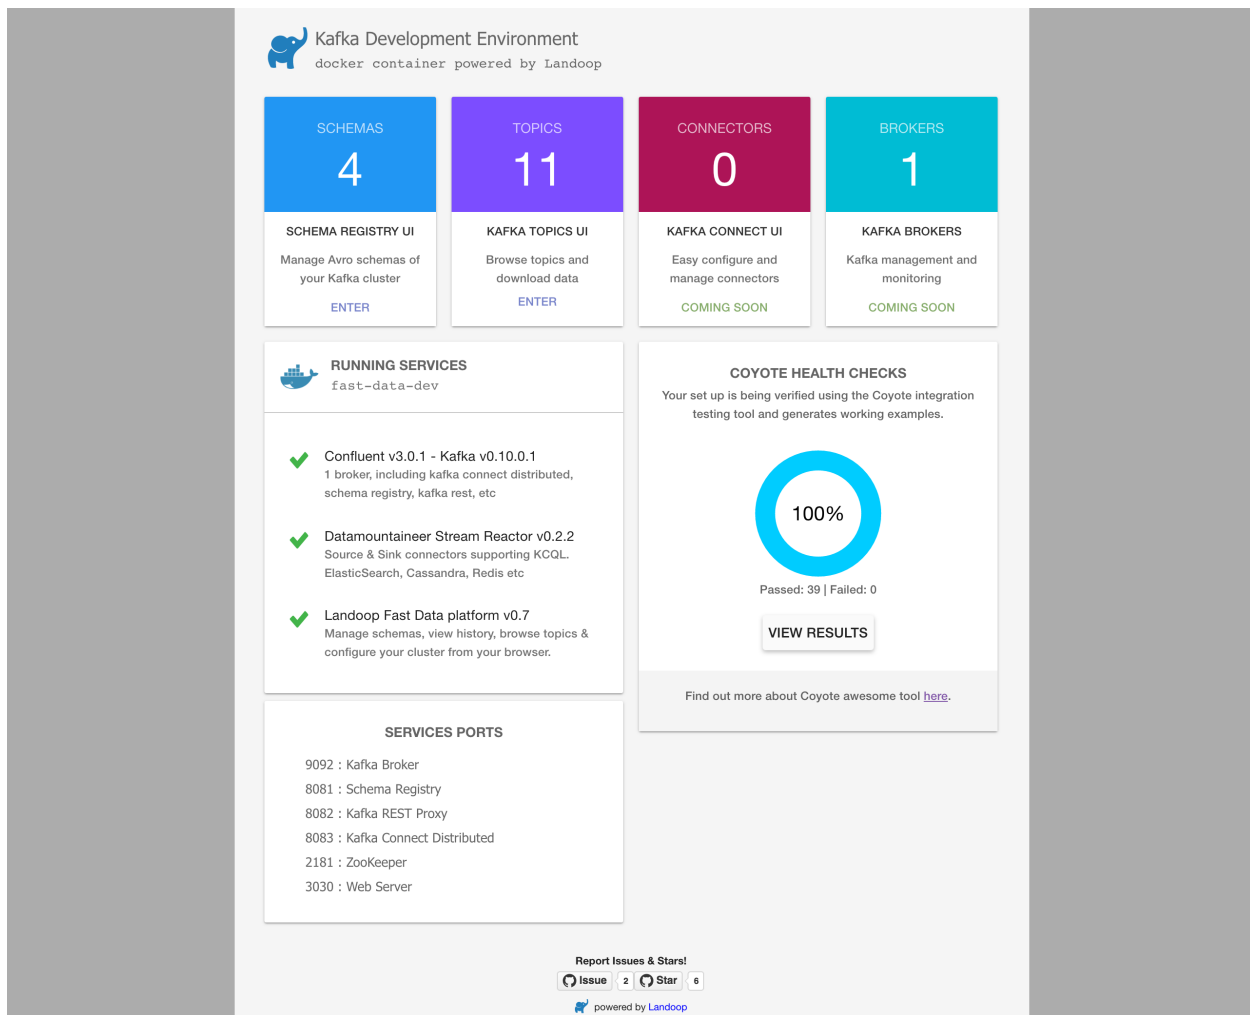 Kafka Development Environment
docker container powered by Landoop
SCHEMAS
4
SCHEMA REGISTRY UI
Manage Avro schemas of
your Kafka cluster
ENTER
TOPICS
11
KAFKA TOPICS UI
Browse topics and
download data
ENTER
CONNECTORS
0
KAFKA CONNECT UI
Easy configure and
manage connectors
COMING SOON
BROKERS
1
KAFKA BROKERS
Kafka management and
monitoring
COMING SOON
RUNNING SERVICES
fast-data-dev
Confluent v3.0.1 - Kafka v0.10.0.1
1 broker, including kafka connect distributed,
schema registry, kafka rest, etc
Datamountaineer Stream Reactor v0.2.2
Source & Sink connectors supporting KCQL.
ElasticSearch, Cassandra, Redis etc
Landoop Fast Data platform v0.7
Manage schemas, view history, browse topics &
configure your cluster from your browser.
COYOTE HEALTH CHECKS
Your set up is being verified using the Coyote integration
testing tool and generates working examples.
100%
Passed: 39 | Failed: 0
VIEW RESULTS
Find out more about Coyote awesome tool here.
SERVICES PORTS
9092 : Kafka Broker
8081 : Schema Registry
8082 : Kafka REST Proxy
8083 : Kafka Connect Distributed
2181 : ZooKeeper
3030 : Web Server
Report Issues & Stars!
Issue 2 Star 6
powered by Landoop